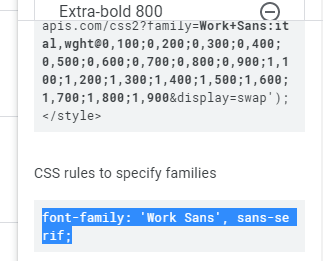 Extra-bold 800
apis.com/css2?family=Work+Sans:it
al,wght@0,100;0,200;0,300;0,400;
0,500;0,600;0,700;0,800;0,900;1,1
00;1,200;1,300;1,400;1,500;1,600;
1,700;1,800;1,900&display=swap');
</style>
CSS rules to specify families
font-family: 'Work Sans', sans-se
rif;